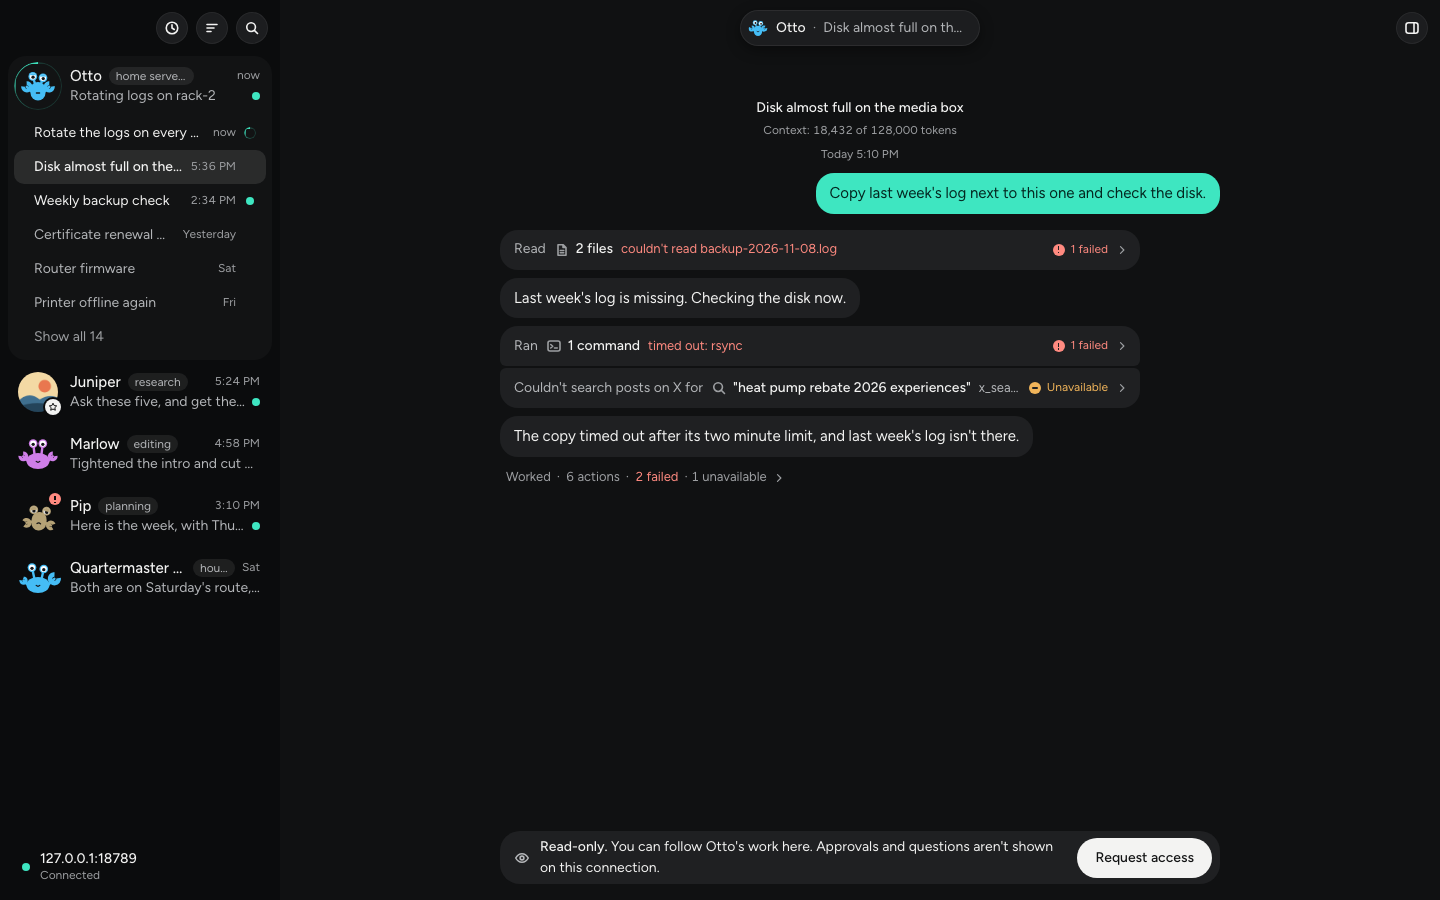 Otto home serve... now
Rotating logs on rack-2
Rotate the logs on every ... now
Disk almost full on the... 5:36 PM
Weekly backup check 2:34 PM
Certificate renewal ... Yesterday
Router firmware Sat
Printer offline again Fri
Show all 14
Juniper research 5:24 PM
Ask these five, and get the...
Marlow editing 4:58 PM
Tightened the intro and cut ...
Pip planning 3:10 PM
Here is the week, with Thu...
Quartermaster ... hou... Sat
Both are on Saturday's route,...
127.0.0.1:18789
Connected
Otto · Disk almost full on th...
Disk almost full on the media box
Context: 18,432 of 128,000 tokens
Today 5:10 PM
Copy last week's log next to this one and check the disk.
Read 2 files couldn't read backup-2026-11-08.log 1 failed
Last week's log is missing. Checking the disk now.
Ran 1 command timed out: rsync 1 failed
Couldn't search posts on X for "heat pump rebate 2026 experiences" x_sea... Unavailable
The copy timed out after its two minute limit, and last week's log isn't there.
Worked · 6 actions · 2 failed · 1 unavailable
Read-only. You can follow Otto's work here. Approvals and questions aren't shown
on this connection.
Request access